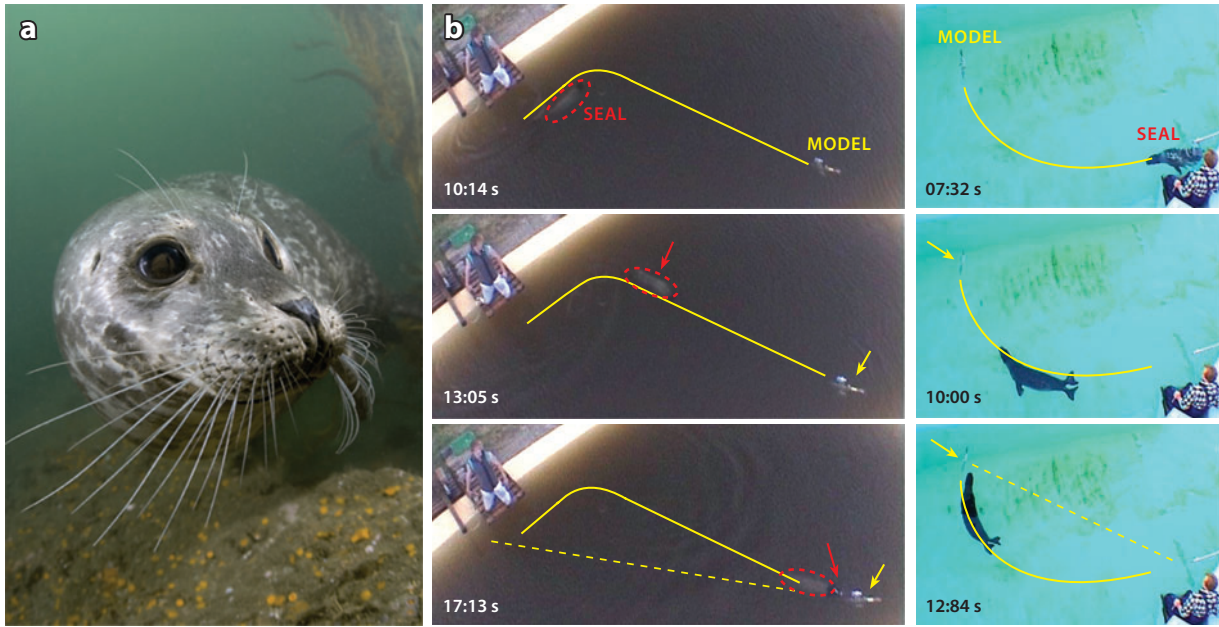 a
b
SEAL
MODEL
10:14 s
13:05 s
17:13 s
MODEL
SEAL
07:32 s
10:00 s
12:84 s